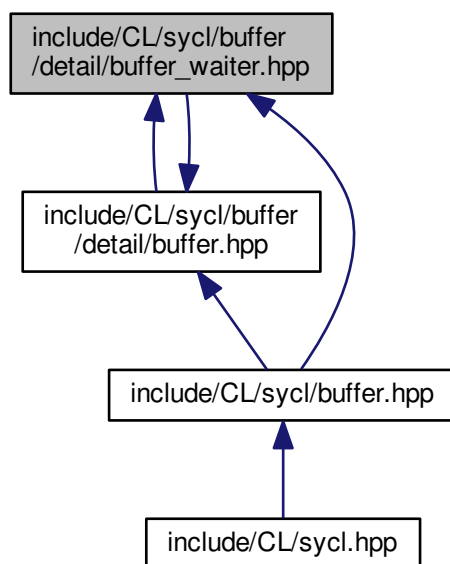 include/CL/sycl/buffer
/detail/buffer_waiter.hpp
include/CL/sycl/buffer
/detail/buffer.hpp
include/CL/sycl/buffer.hpp
include/CL/sycl.hpp